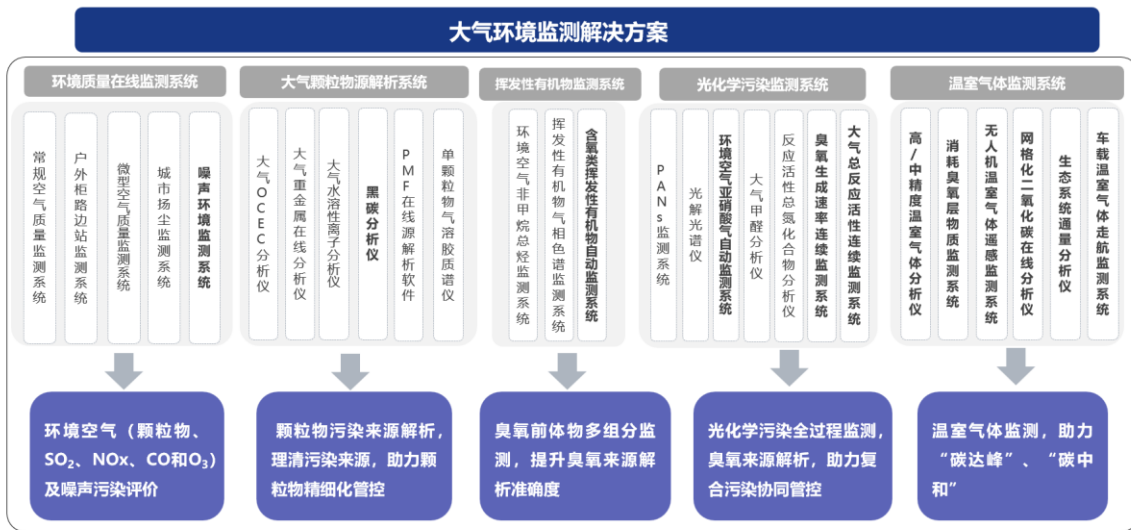 大气环境监测解决方案
环境质量在线监测系统
常规空气质量监测系统
户外柜路边站监测系统
微型空气质量监测系统
城市扬尘监测系统
噪声环境监测系统
环境空气（颗粒物、
SO₂、NOx、CO和O₃）
及噪声污染评价
大气颗粒物源解析系统
大气OCEC分析仪
大气重金属在线分析仪
大气水溶性离子分析仪
黑碳分析仪
PMF在线源解析软件
单颗粒物气溶胶质谱仪
颗粒物污染来源解析，
理清污染来源，助力颗
粒物精细化管控
挥发性有机物监测系统
环境空气非甲烷总烃监测系统
挥发性有机物气相色谱监测系统
含氧类挥发性有机物自动监测系统
臭氧前体物多组分监
测，提升臭氧来源解
析准确度
光化学污染监测系统
PANs监测系统
光解光谱仪
环境空气亚硝酸气自动监测系统
大气甲醛分析仪
反应活性总氮化合物分析仪
臭氧生成速率连续监测系统
大气总反应活性连续监测系统
光化学污染全过程监测，
臭氧来源解析，助力复
合污染协同管控
温室气体监测系统
高/中精度温室气体分析仪
消耗臭氧层物质监测系统
无人机温室气体遥感监测系统
网格化二氧化碳在线分析仪
生态系统通量分析仪
车载温室气体走航监测系统
温室气体监测，助力
“碳达峰”、“碳中
和”